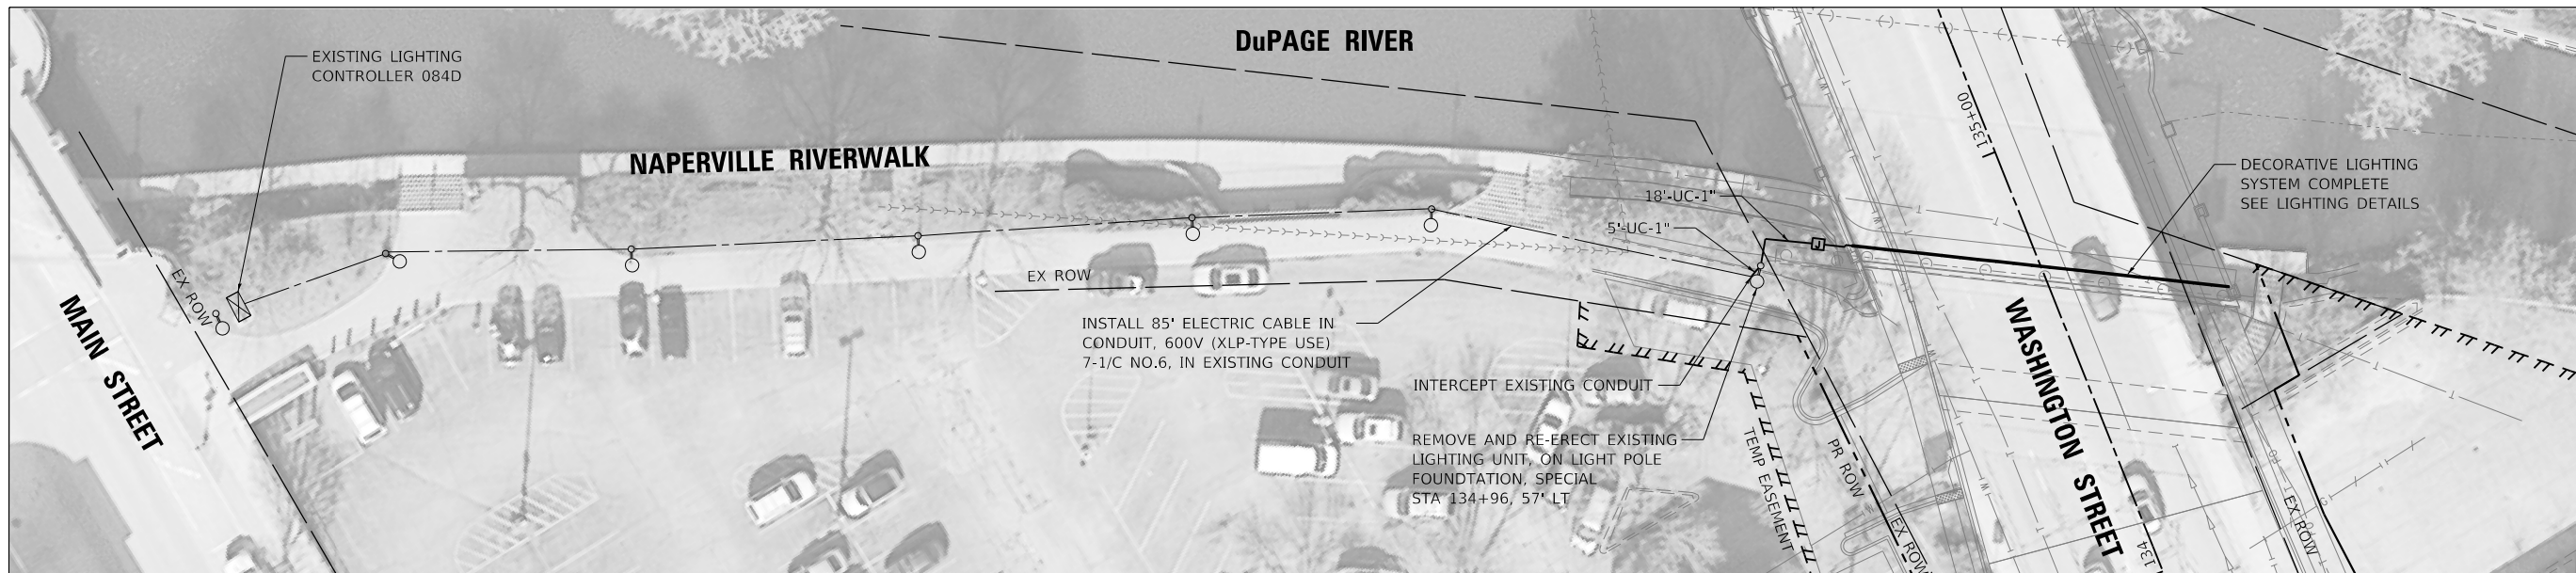 DuPAGE RIVER
EXISTING LIGHTING
CONTROLLER 084D
NAPERVILLE RIVERWALK
135+00
DECORATIVE LIGHTING
SYSTEM COMPLETE
SEE LIGHTING DETAILS
18'-UC-1"
5'-UC-1"
J
EX ROW
EX ROW
MAIN STREET
INSTALL 85' ELECTRIC CABLE IN
CONDUIT, 600V (XLP-TYPE USE)
7-1/C NO.6, IN EXISTING CONDUIT
INTERCEPT EXISTING CONDUIT
REMOVE AND RE-ERECT EXISTING
LIGHTING UNIT, ON LIGHT POLE
FOUNDTATION, SPECIAL
STA 134+96, 57' LT
TEMP EASEMENT
PR ROW
EX ROW
WASHINGTON STREET
134
EX ROW